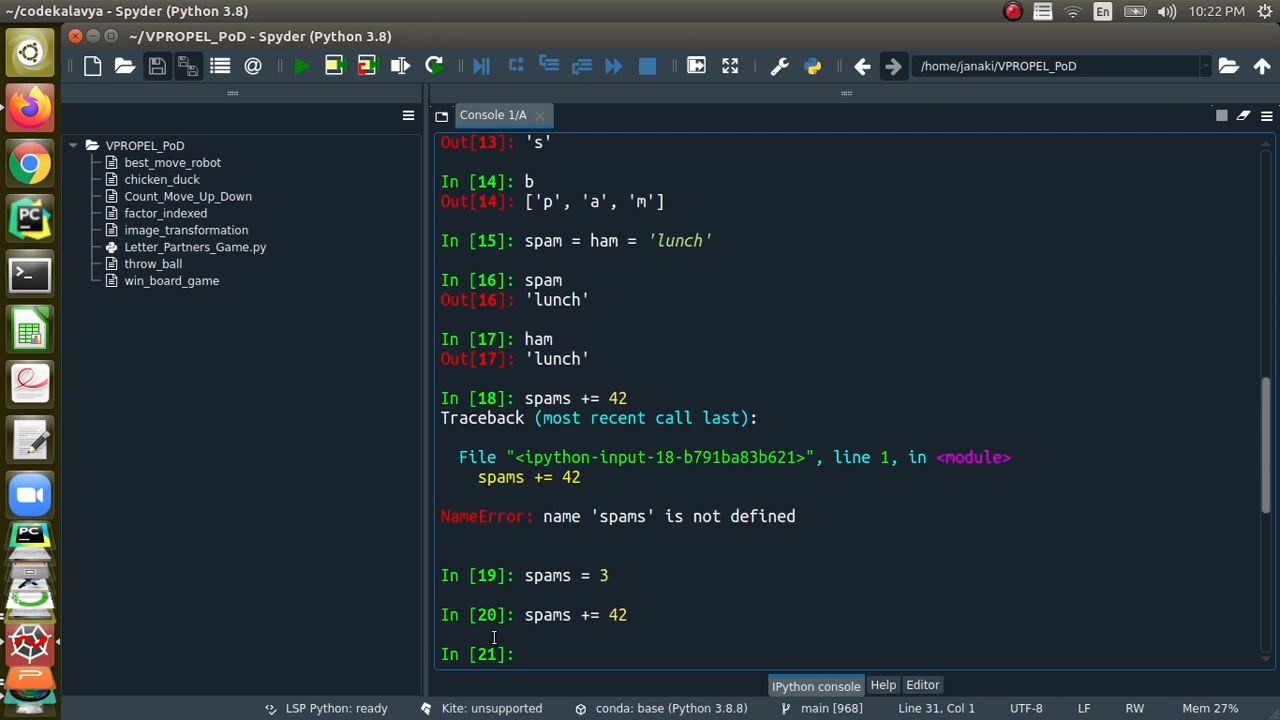 ~/codekalavya - Spyder (Python 3.8)
En
10:22 PM
~/VPROPEL_PoD - Spyder (Python 3.8)
/home/janaki/VPROPEL_PoD
Console 1/A
VPROPEL_PoD
best_move_robot
chicken_duck
Count_Move_Up_Down
factor_indexed
image_transformation
Letter_Partners_Game.py
throw_ball
win_board_game
Out[13]: 's'
In [14]: b
Out[14]: ['p', 'a', 'm']
In [15]: spam = ham = 'lunch'
In [16]: spam
Out[16]: 'lunch'
In [17]: ham
Out[17]: 'lunch'
In [18]: spams += 42
Traceback (most recent call last):
File "<ipython-input-18-b791ba83b621>", line 1, in <module>
spams += 42
NameError: name 'spams' is not defined
In [19]: spams = 3
In [20]: spams += 42
In [21]:
IPython console
Help
Editor
LSP Python: ready
Kite: unsupported
conda: base (Python 3.8.8)
main [968]
Line 31, Col 1
UTF-8
LF
RW
Mem 27%